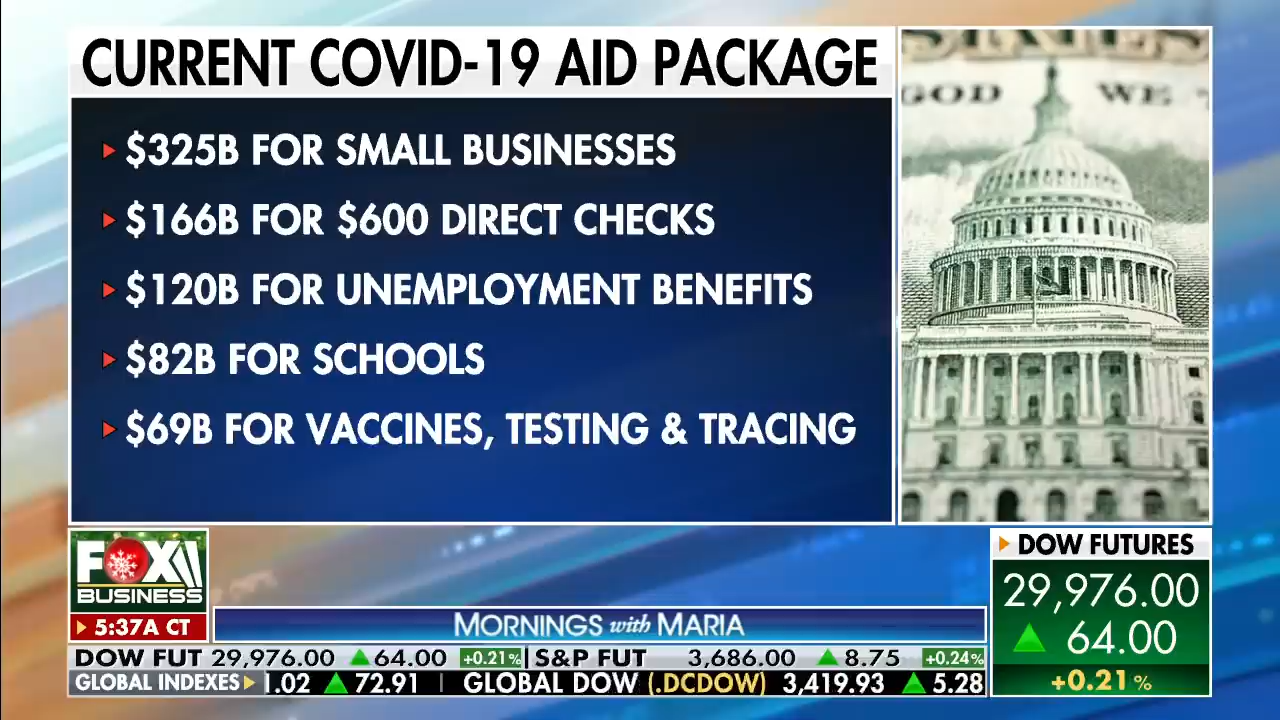 CURRENT COVID-19 AID PACKAGE
$325B FOR SMALL BUSINESSES
$166B FOR $600 DIRECT CHECKS
$120B FOR UNEMPLOYMENT BENEFITS
$82B FOR SCHOOLS
$69B FOR VACCINES, TESTING & TRACING
GOD WE
FOX
BUSINESS
5:37A CT
MORNINGS with MARIA
DOW FUTURES
29,976.00
64.00
+0.21%
DOW FUT 29,976.00 64.00 +0.21% S&P FUT 3,686.00 8.75 +0.24%
GLOBAL INDEXES 1.02 72.91 GLOBAL DOW (.DCDOW) 3,419.93 5.28